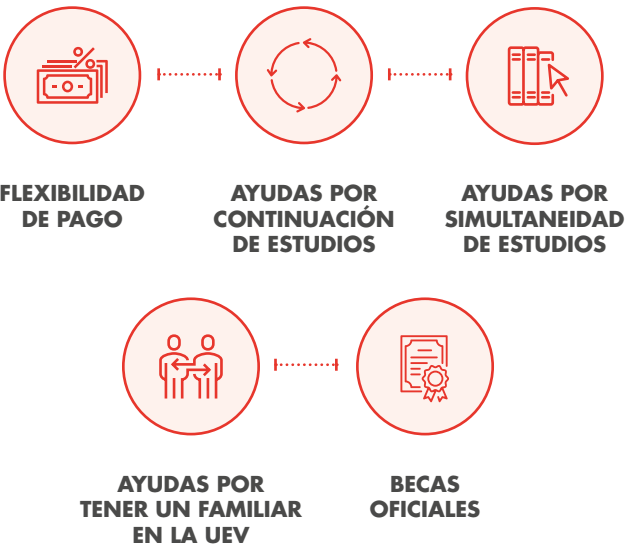 FLEXIBILIDAD
DE PAGO
AYUDAS POR
CONTINUACIÓN
DE ESTUDIOS
AYUDAS POR
SIMULTANEIDAD
DE ESTUDIOS
AYUDAS POR
TENER UN FAMILIAR
EN LA UEV
BECAS
OFICIALES